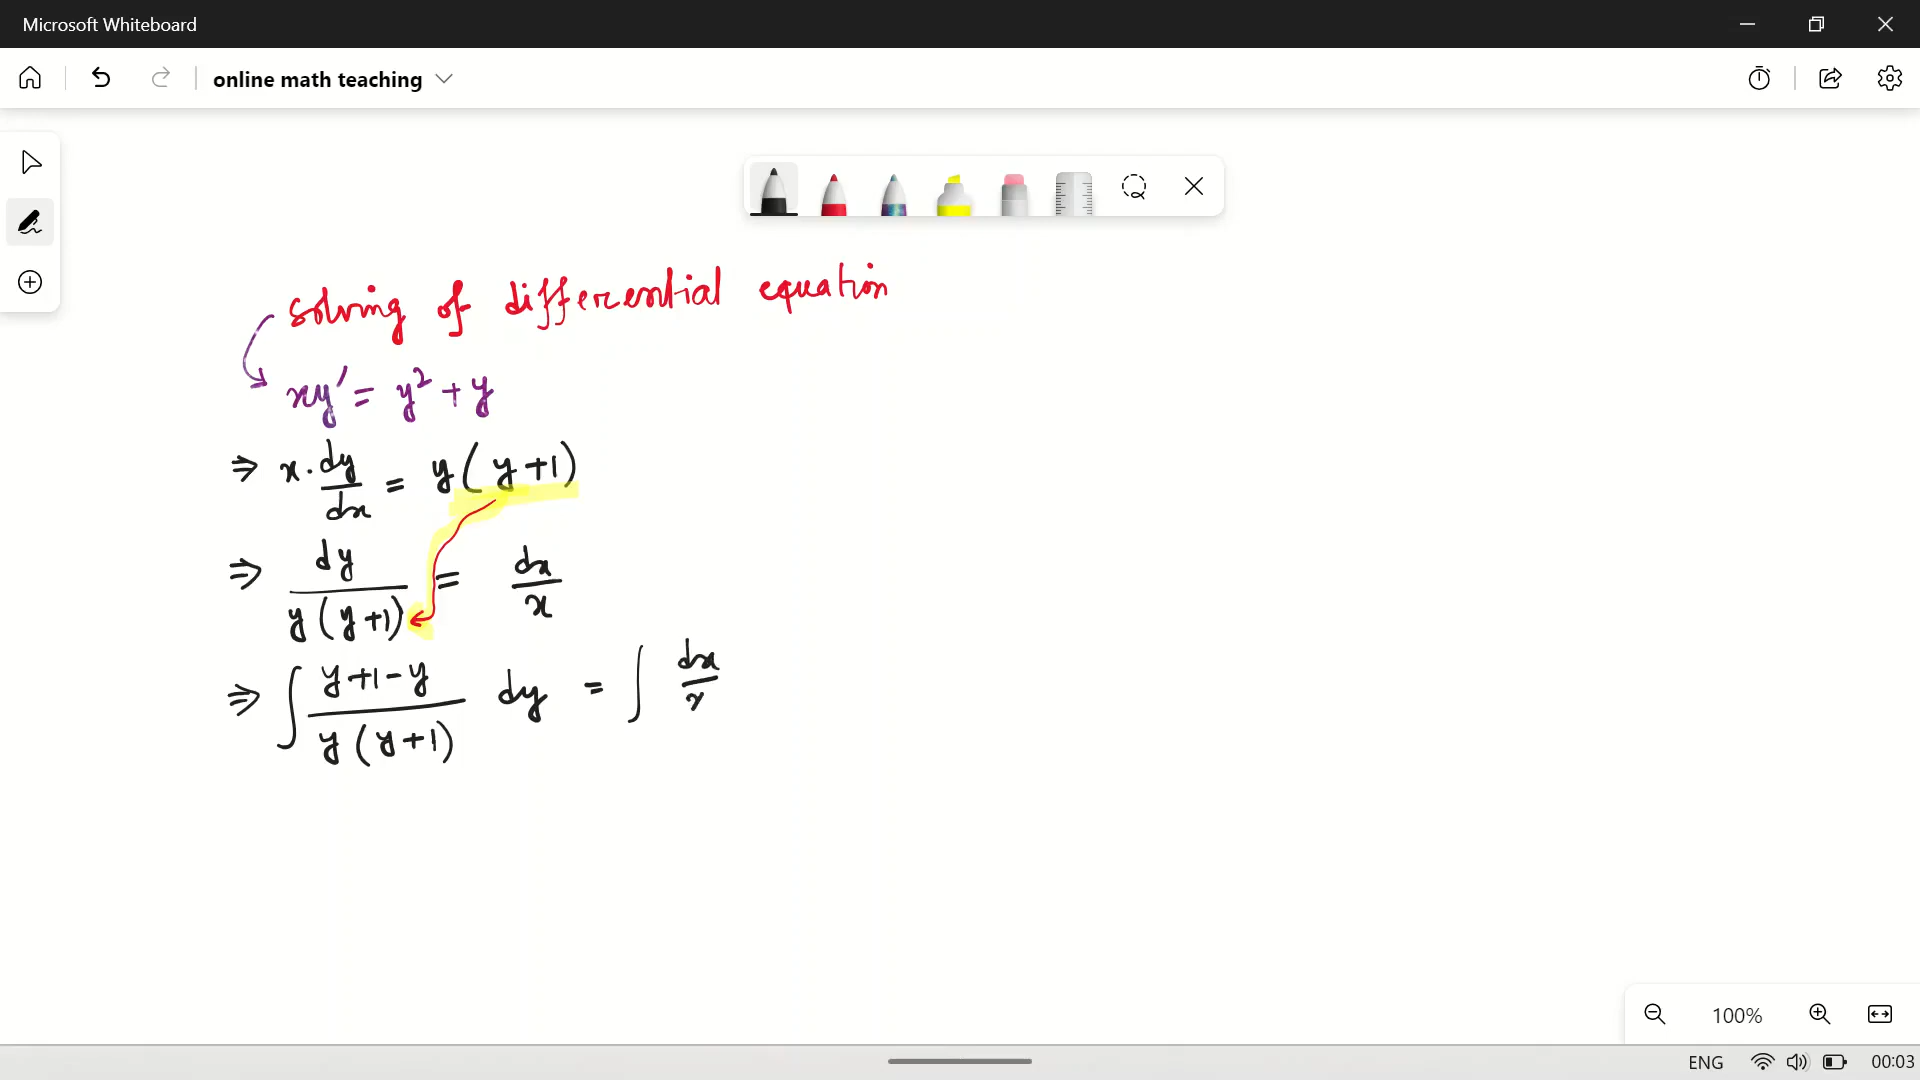 Microsoft Whiteboard
online math teaching
solving of differential equation
xy' = y² + y
⇒ x · dy/dx = y(y+1)
⇒ dy/y(y+1) = dx/x
⇒ ∫ y+1-y/y(y+1) dy = ∫ dx/x
100%
ENG 00:03